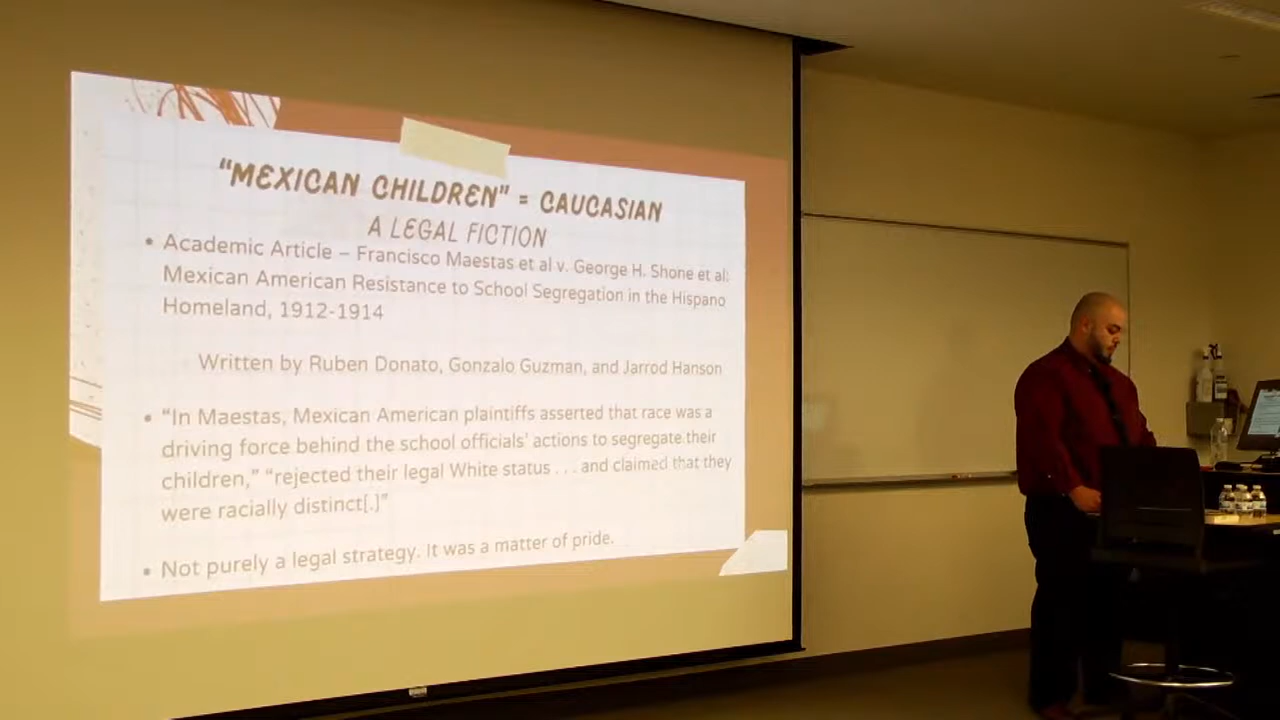 "MEXICAN CHILDREN" = CAUCASIAN
A LEGAL FICTION
• Academic Article – Francisco Maestas et al v. George H. Shone et al:
Mexican American Resistance to School Segregation in the Hispano
Homeland, 1912-1914
Written by Ruben Donato, Gonzalo Guzman, and Jarrod Hanson
• "In Maestas, Mexican American plaintiffs asserted that race was a
driving force behind the school officials' actions to segregate their
children," "rejected their legal White status . . . and claimed that they
were racially distinct[.]"
• Not purely a legal strategy. It was a matter of pride.